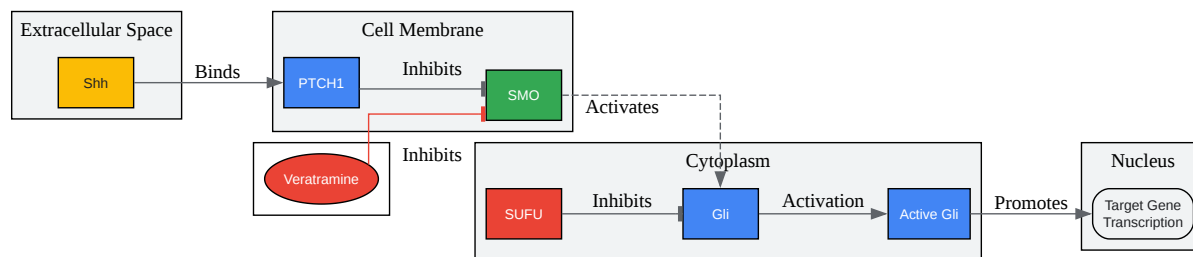 Extracellular Space
Cell Membrane
Shh
Binds
PTCH1
Inhibits
SMO
Activates
Veratramine
Inhibits
Cytoplasm
Nucleus
SUFU
Inhibits
Gli
Activation
Active Gli
Promotes
Target Gene
Transcription